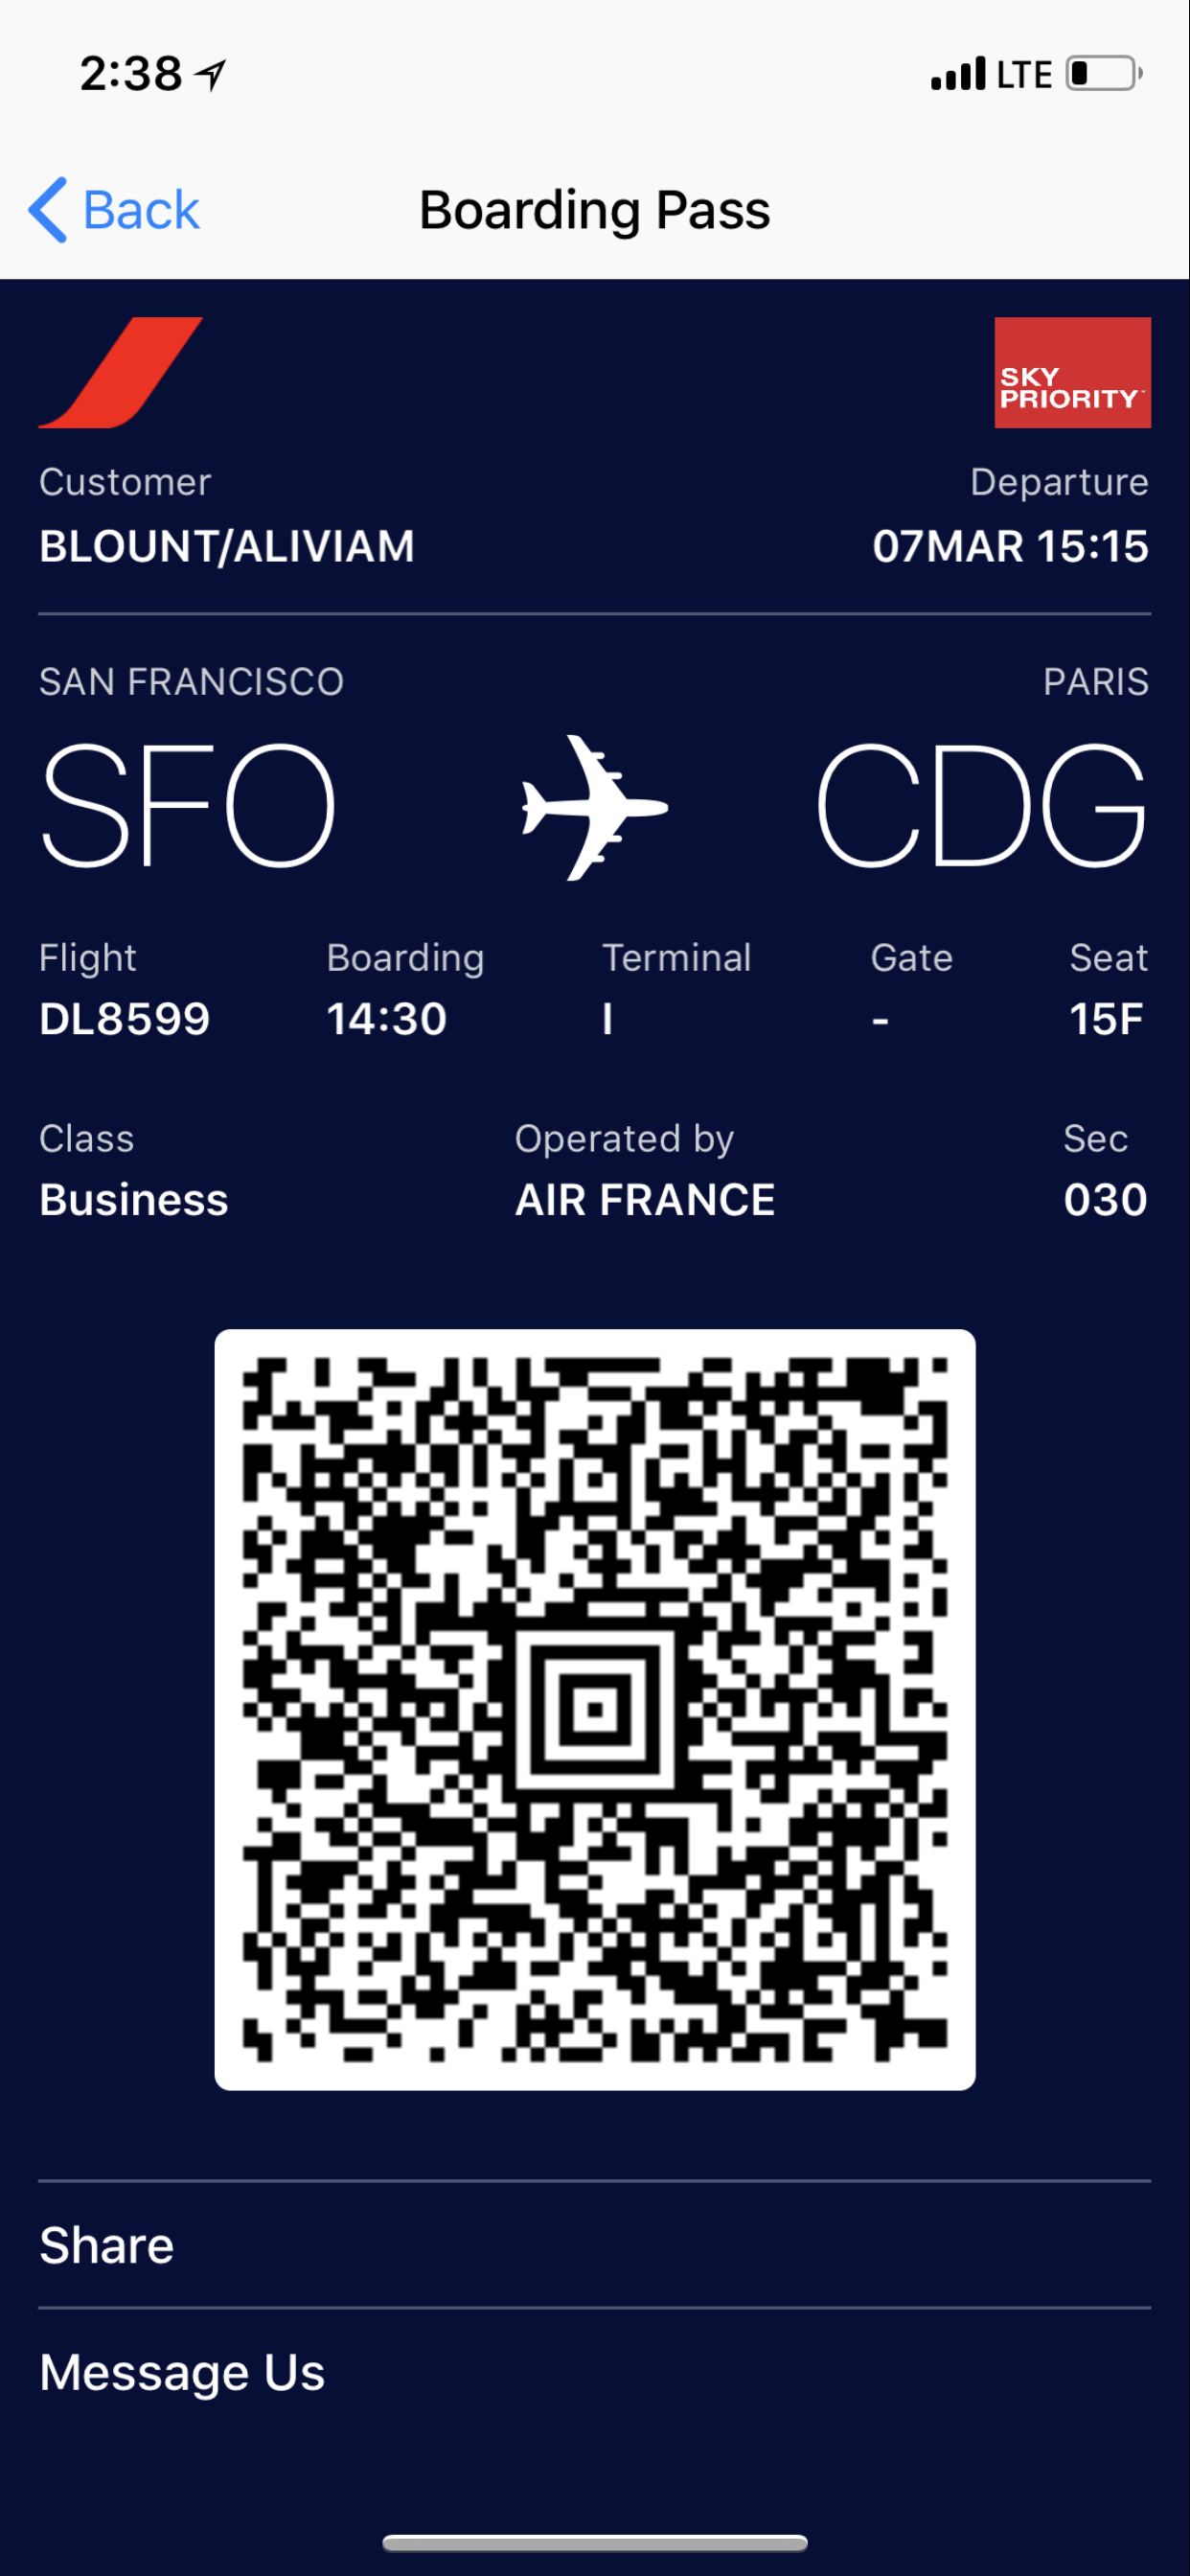 2:38 LTE
Back Boarding Pass
SKY
PRIORITY™
Customer Departure
BLOUNT/ALIVIAM 07MAR 15:15
SAN FRANCISCO PARIS
SFO CDG
Flight Boarding Terminal Gate Seat
DL8599 14:30 I - 15F
Class Operated by Sec
Business AIR FRANCE 030
Share
Message Us